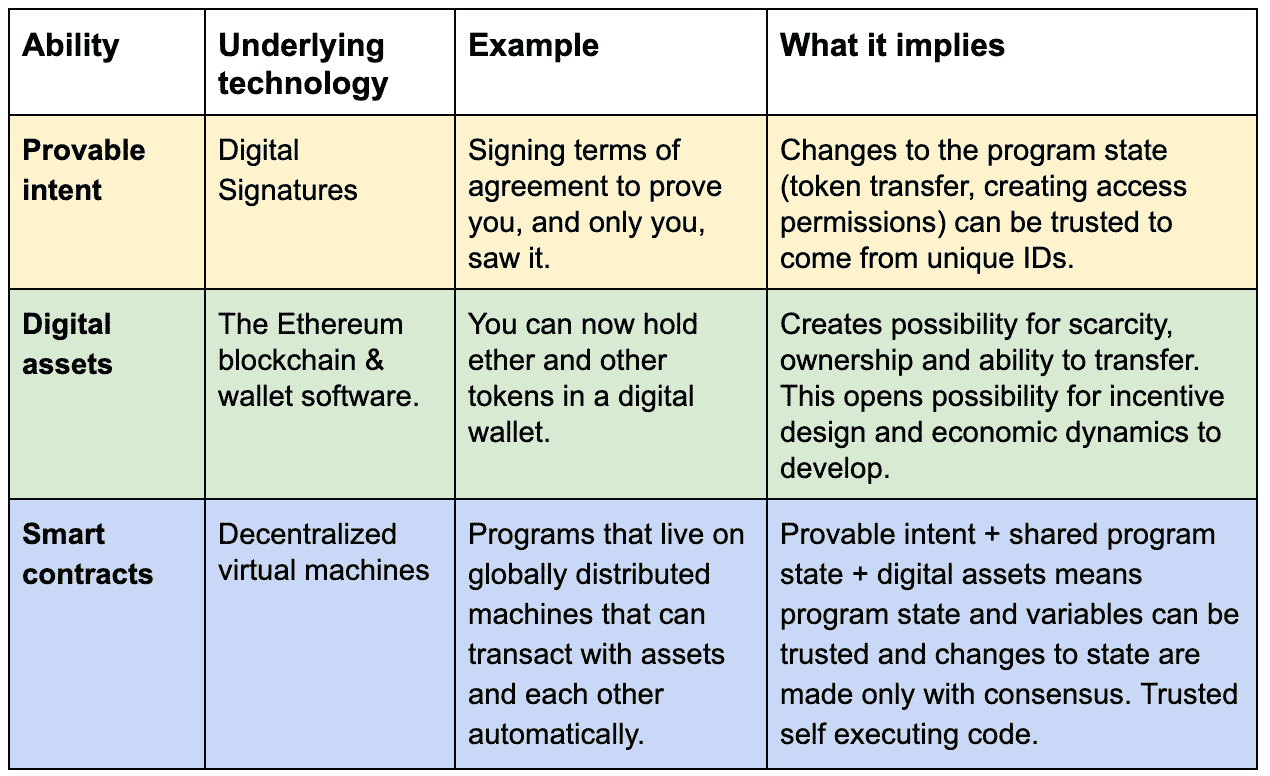 Ability
Underlying
technology
Example
What it implies
Provable
intent
Digital
Signatures
Signing terms of
agreement to prove
you, and only you,
saw it.
Changes to the program state
(token transfer, creating access
permissions) can be trusted to
come from unique IDs.
Digital
assets
The Ethereum
blockchain &
wallet software.
You can now hold
ether and other
tokens in a digital
wallet.
Creates possibility for scarcity,
ownership and ability to transfer.
This opens possibility for incentive
design and economic dynamics to
develop.
Smart
contracts
Decentralized
virtual machines
Programs that live on
globally distributed
machines that can
transact with assets
and each other
automatically.
Provable intent + shared program
state + digital assets means
program state and variables can be
trusted and changes to state are
made only with consensus. Trusted
self executing code.